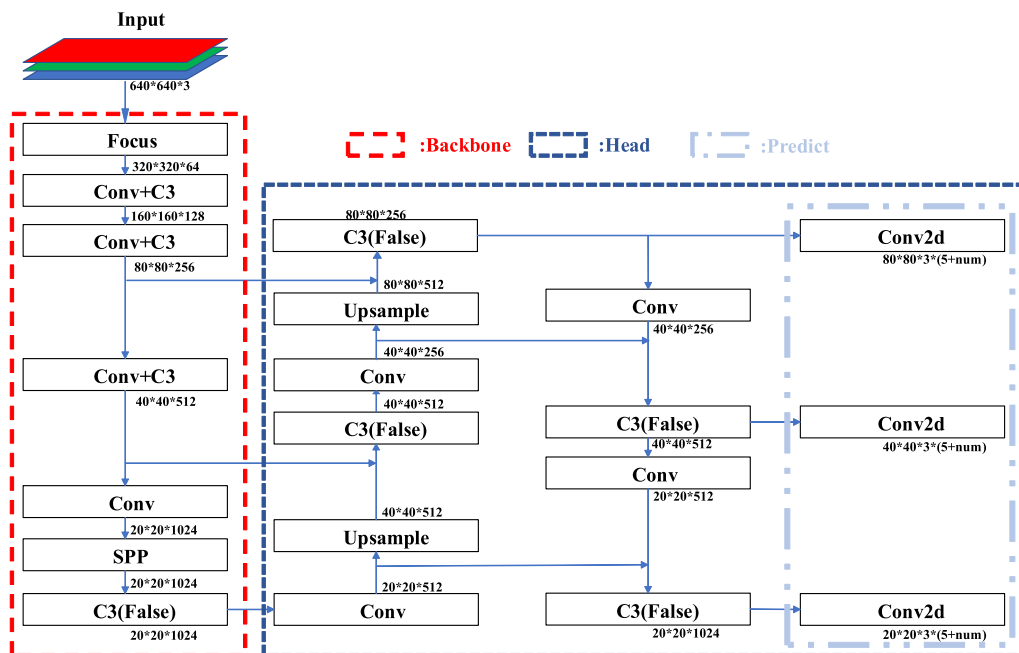 Input
640*640*3
Focus
320*320*64
Conv+C3
160*160*128
Conv+C3
80*80*256
Conv+C3
40*40*512
Conv
20*20*1024
SPP
20*20*1024
C3(False)
20*20*1024
:Backbone
:Head
:Predict
80*80*256
C3(False)
80*80*512
Upsample
40*40*256
Conv
40*40*512
C3(False)
40*40*512
Upsample
20*20*512
Conv
Conv
40*40*256
C3(False)
40*40*512
Conv
20*20*512
C3(False)
20*20*1024
Conv2d
80*80*3*(5+num)
Conv2d
40*40*3*(5+num)
Conv2d
20*20*3*(5+num)